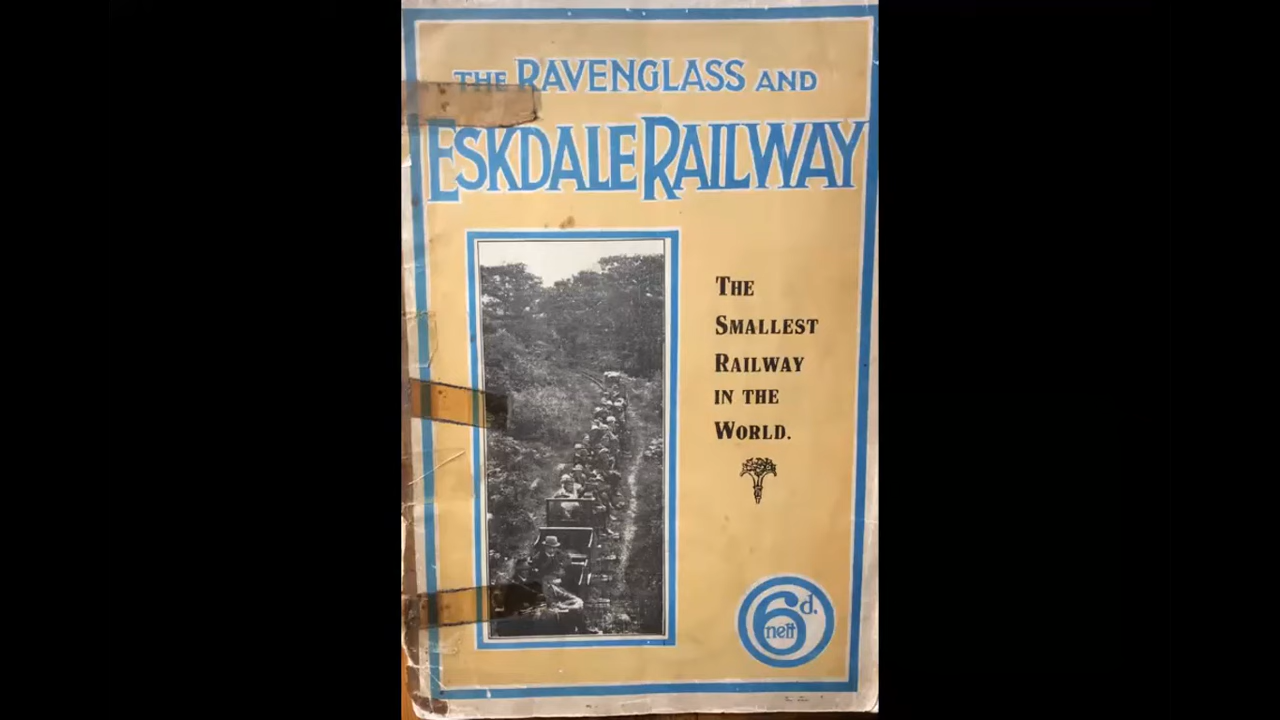 THE RAVENGLASS AND
ESKDALE RAILWAY
THE
SMALLEST
RAILWAY
IN THE
WORLD.
6d.
nett